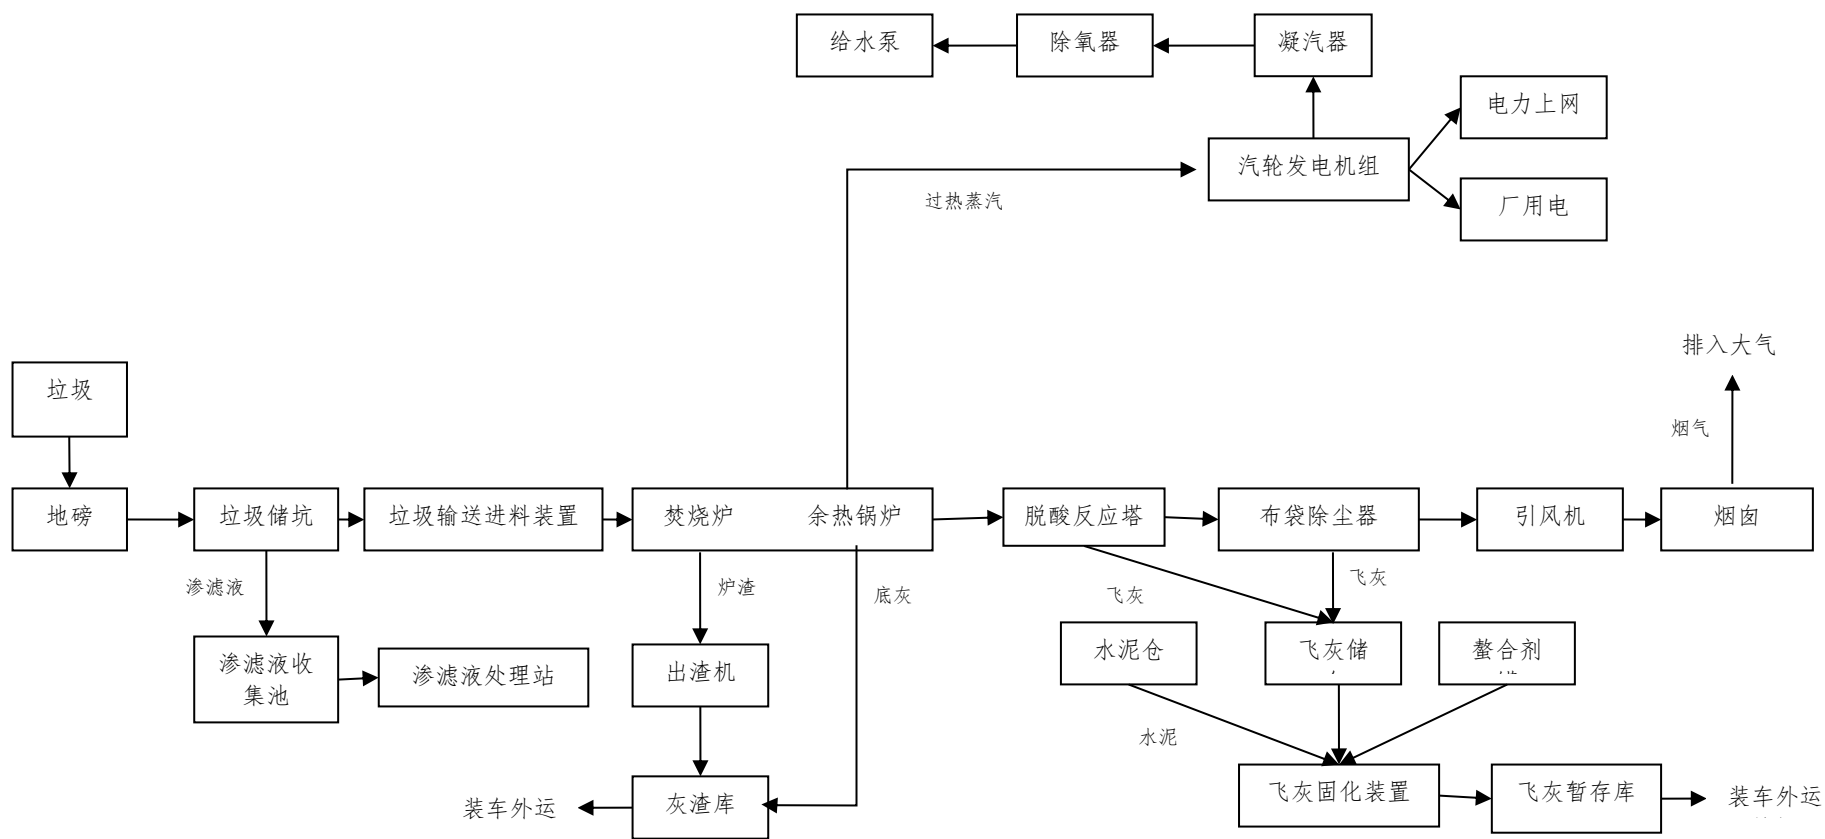 给水泵
除氧器
凝汽器
电力上网
汽轮发电机组
过热蒸汽
厂用电
排入大气
垃圾
烟气
地磅
垃圾储坑
垃圾输送进料装置
焚烧炉
余热锅炉
脱酸反应塔
布袋除尘器
引风机
烟囱
渗滤液
炉渣
底灰
飞灰
飞灰
渗滤液收
集池
渗滤液处理站
出渣机
水泥仓
飞灰储
螯合剂
水泥
装车外运
灰渣库
飞灰固化装置
飞灰暂存库
装车外运